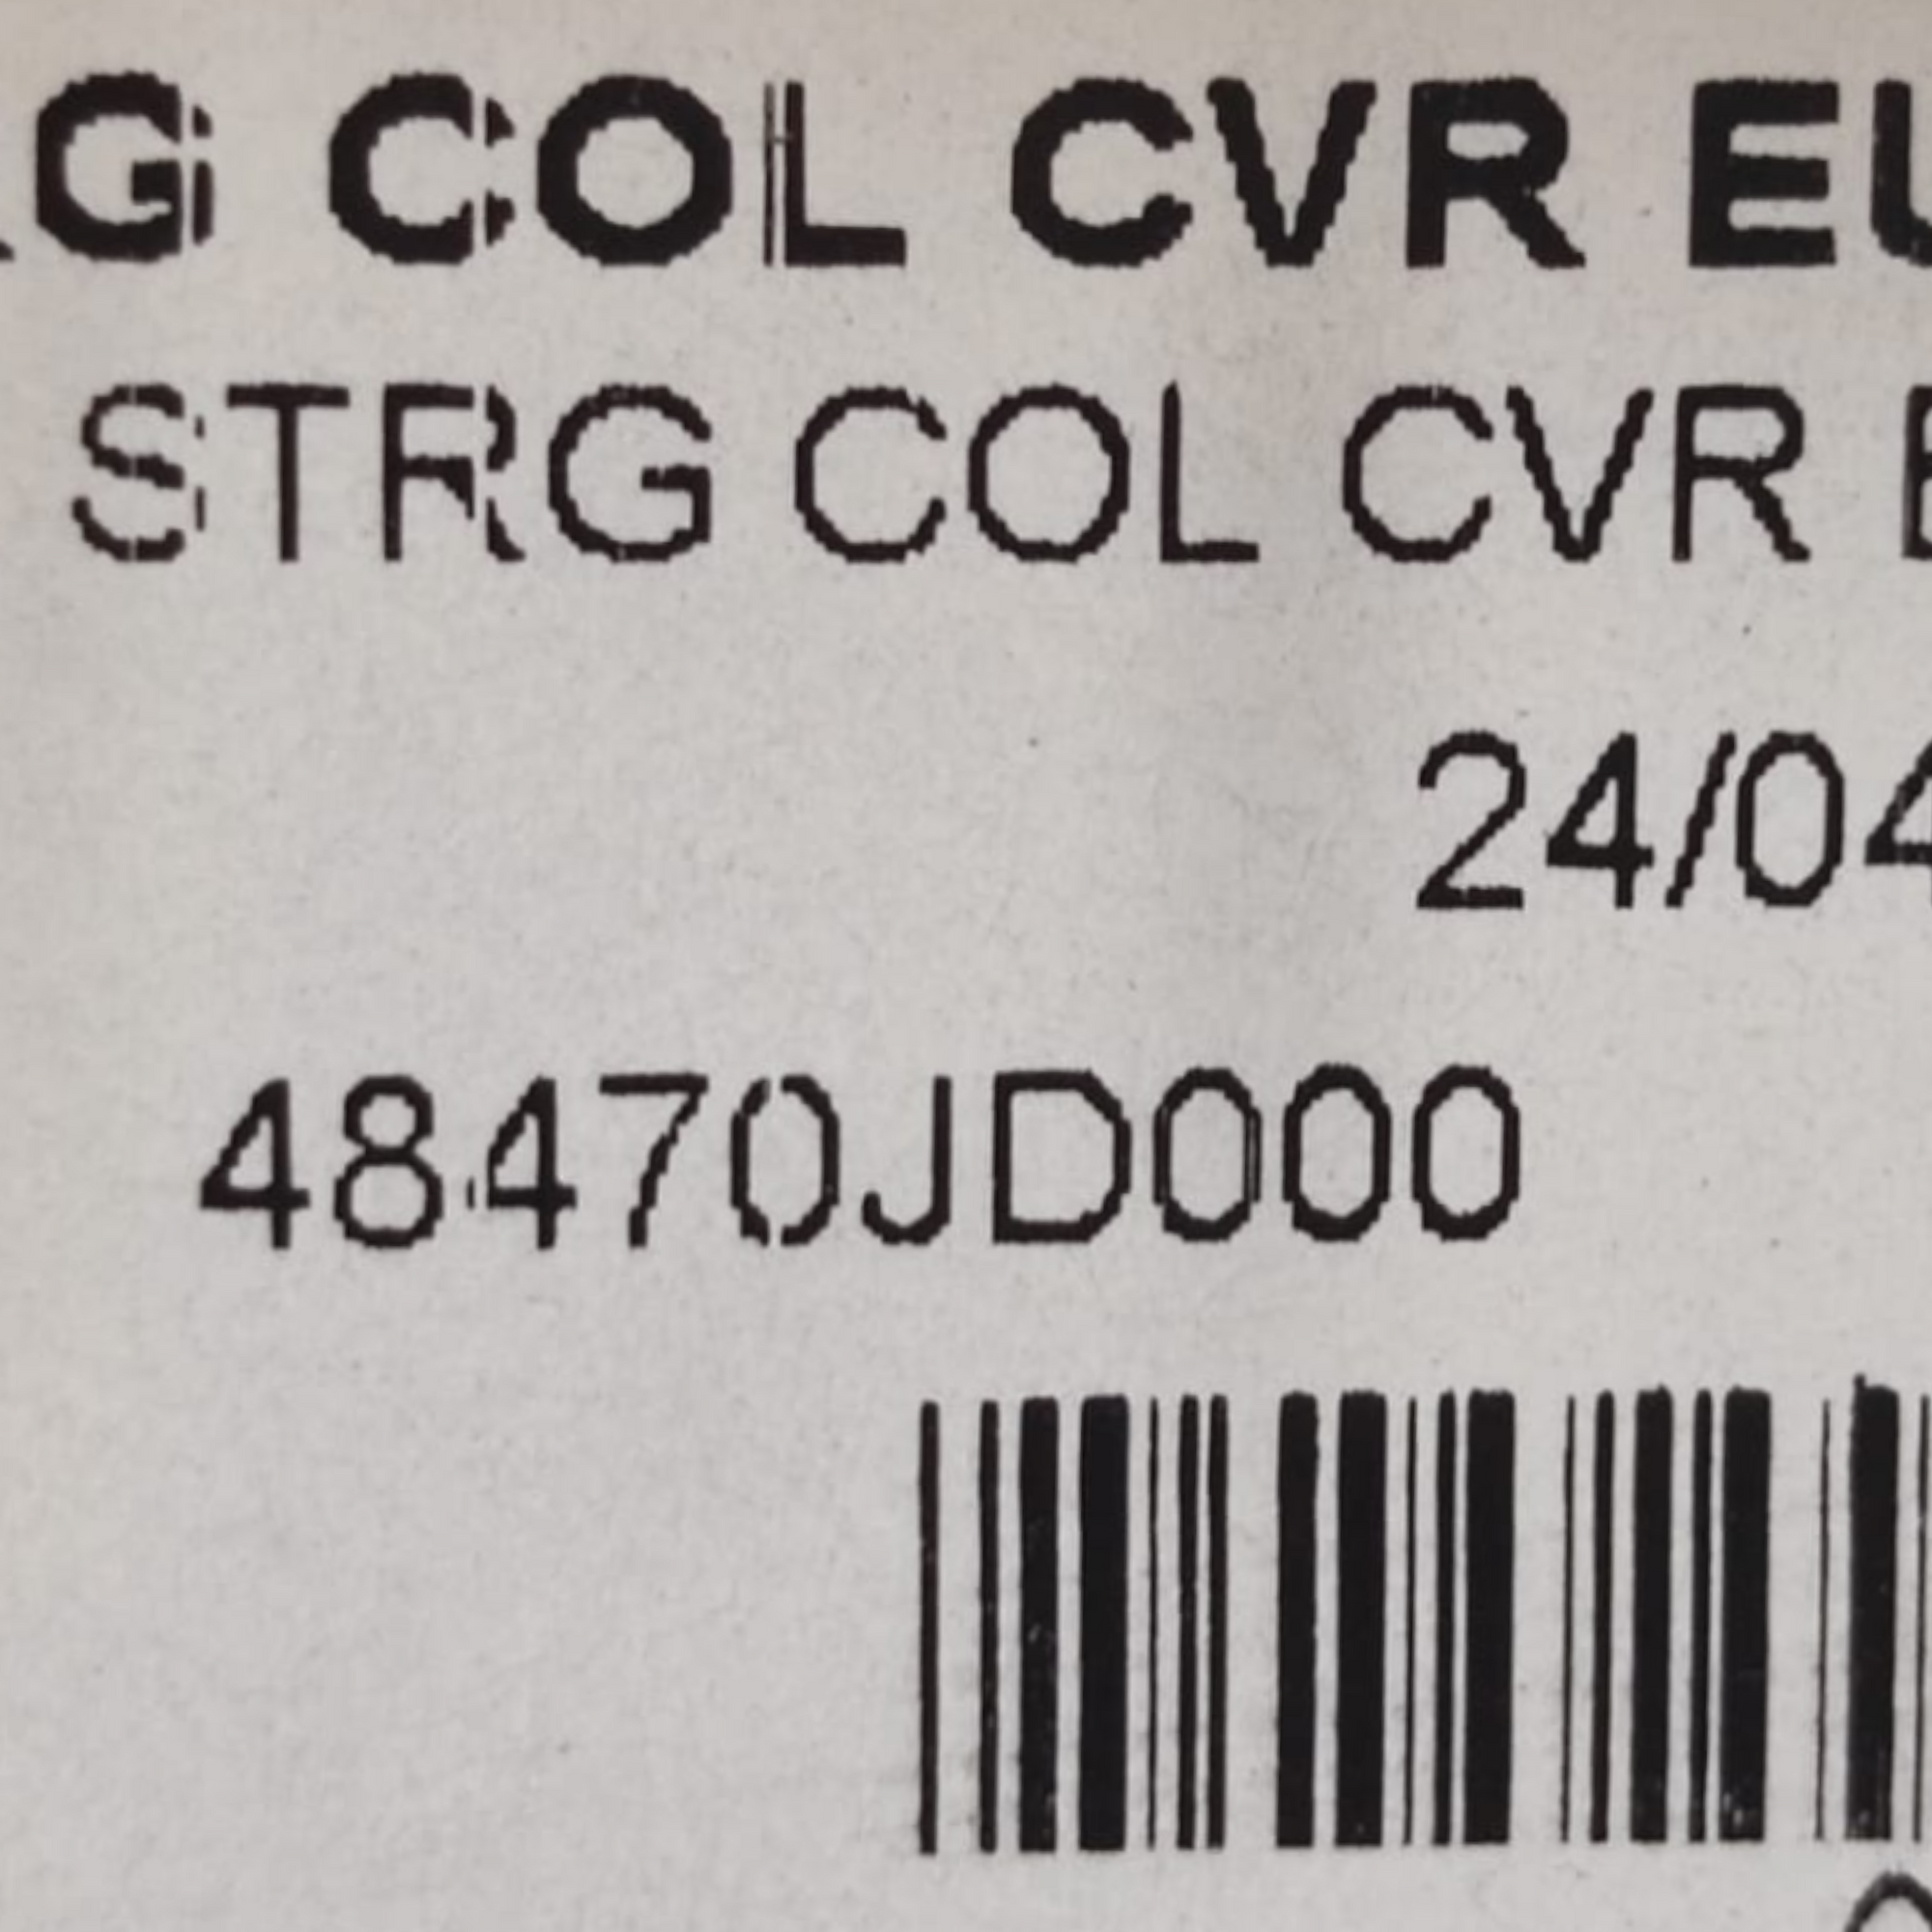 COL CVR
STRG COL CVR
24/04
48470JD000